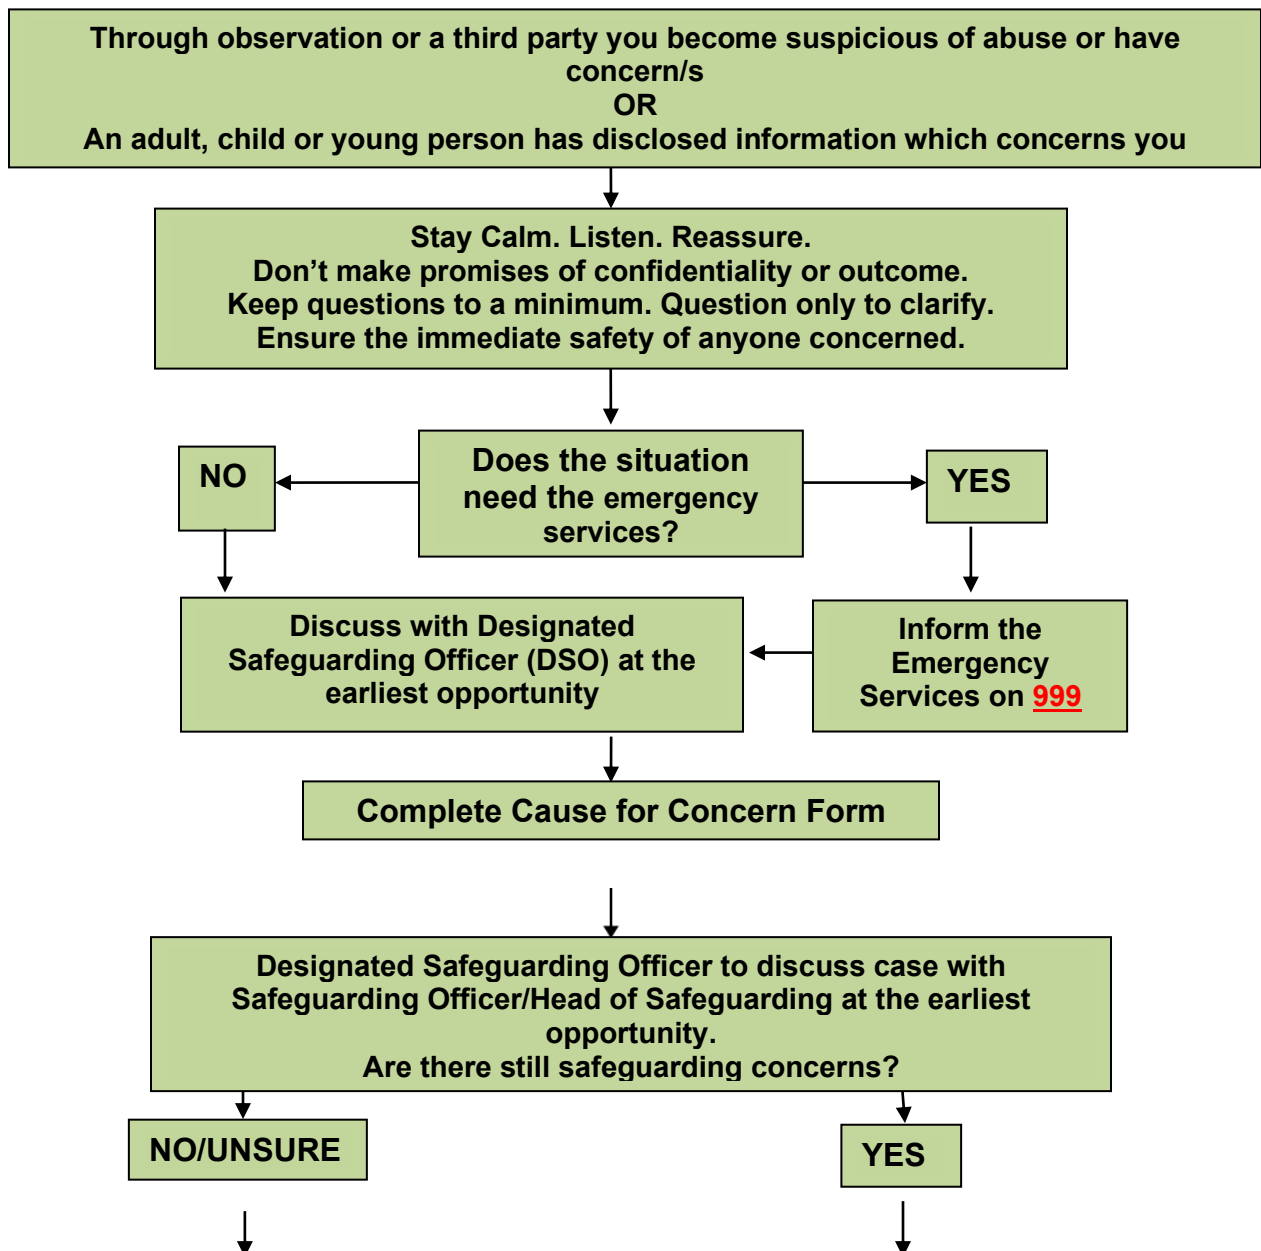 Through observation or a third party you become suspicious of abuse or have
concern/s
OR
An adult, child or young person has disclosed information which concerns you
Stay Calm. Listen. Reassure.
Don’t make promises of confidentiality or outcome.
Keep questions to a minimum. Question only to clarify.
Ensure the immediate safety of anyone concerned.
NO
Does the situation
need the emergency
services?
YES
Discuss with Designated
Safeguarding Officer (DSO) at the
earliest opportunity
Inform the
Emergency
Services on 999
Complete Cause for Concern Form
Designated Safeguarding Officer to discuss case with
Safeguarding Officer/Head of Safeguarding at the earliest
opportunity.
Are there still safeguarding concerns?
NO/UNSURE
YES